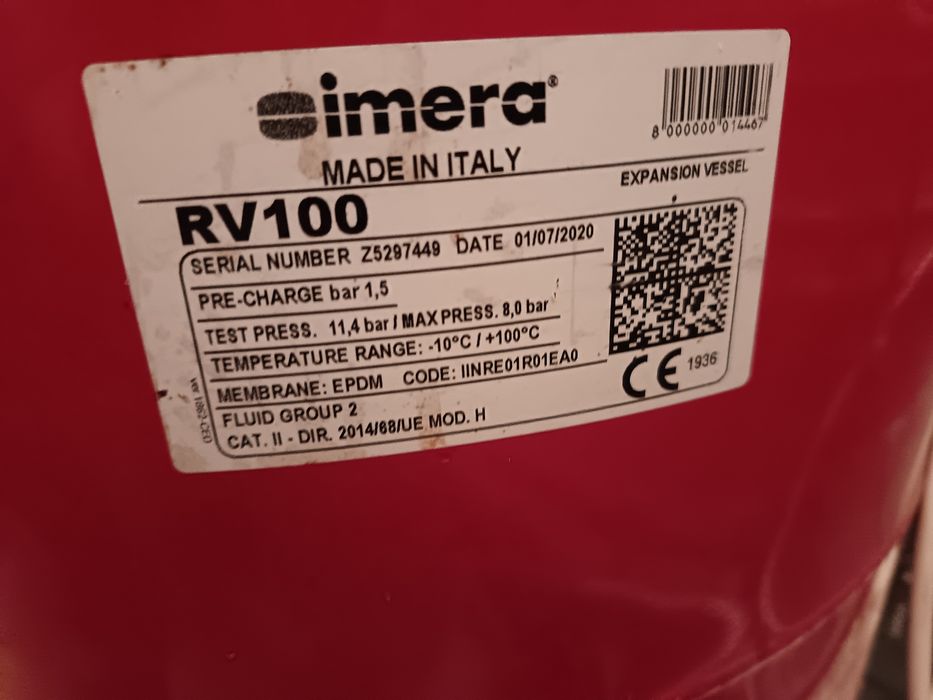 imera®
8 000000 014467
MADE IN ITALY
EXPANSION VESSEL
RV100
SERIAL NUMBER Z5297449 DATE 01/07/2020
PRE-CHARGE bar 1,5
TEST PRESS. 11,4 bar / MAX PRESS. 8,0 bar
TEMPERATURE RANGE: -10°C / +100°C
MEMBRANE: EPDM CODE: IINRE01R01EA0
CE 1936
FLUID GROUP 2
CAT. II - DIR. 2014/68/UE MOD. H